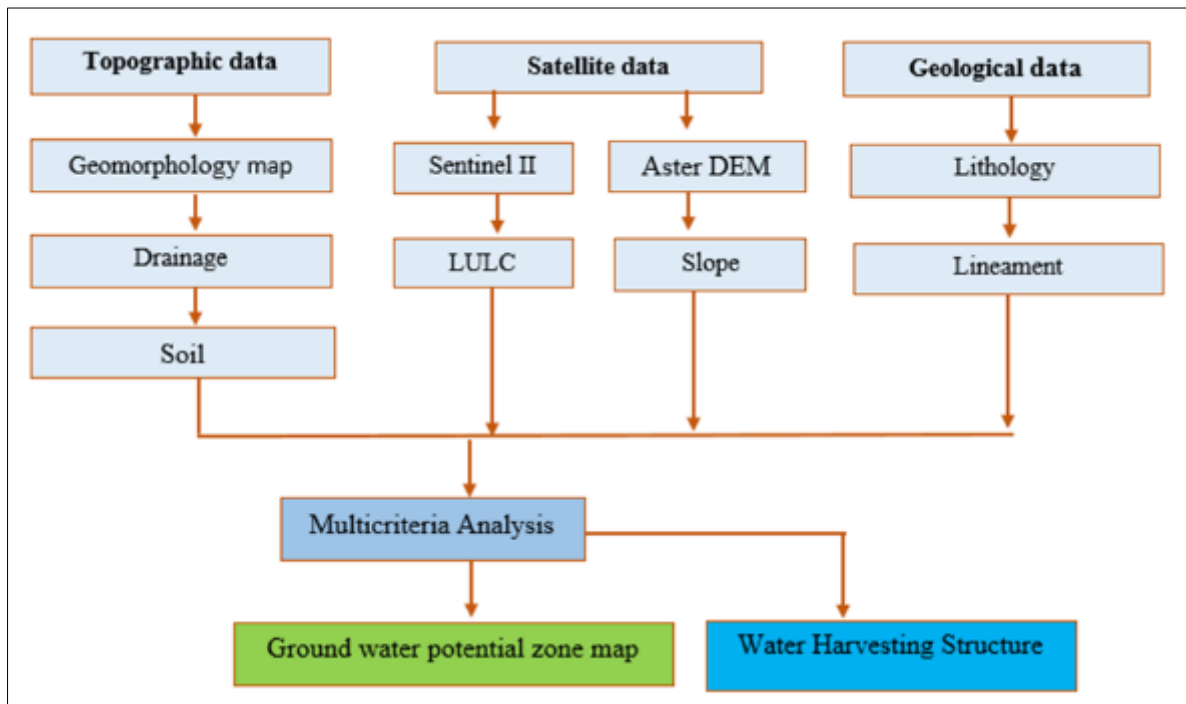 Topographic data
Satellite data
Geological data
Geomorphology map
Sentinel II
Aster DEM
Lithology
Drainage
LULC
Slope
Lineament
Soil
Multicriteria Analysis
Ground water potential zone map
Water Harvesting Structure